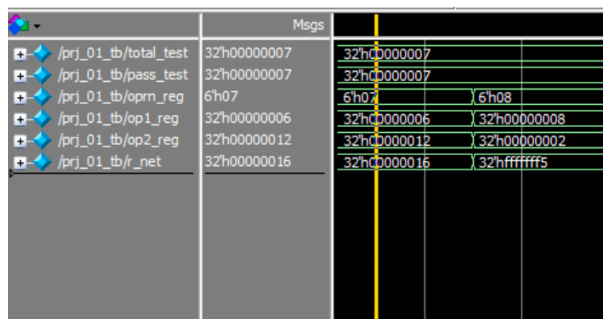 Msgs
/prj_01_tb/total_test 32'h00000007 32'h00000007
/prj_01_tb/pass_test 32'h00000007 32'h00000007
/prj_01_tb/oprn_reg 6'h07 6'h07 6'h08
/prj_01_tb/op1_reg 32'h00000006 32'h00000006 32'h00000008
/prj_01_tb/op2_reg 32'h00000012 32'h00000012 32'h00000002
/prj_01_tb/r_net 32'h00000016 32'h00000016 32'hfffffff5